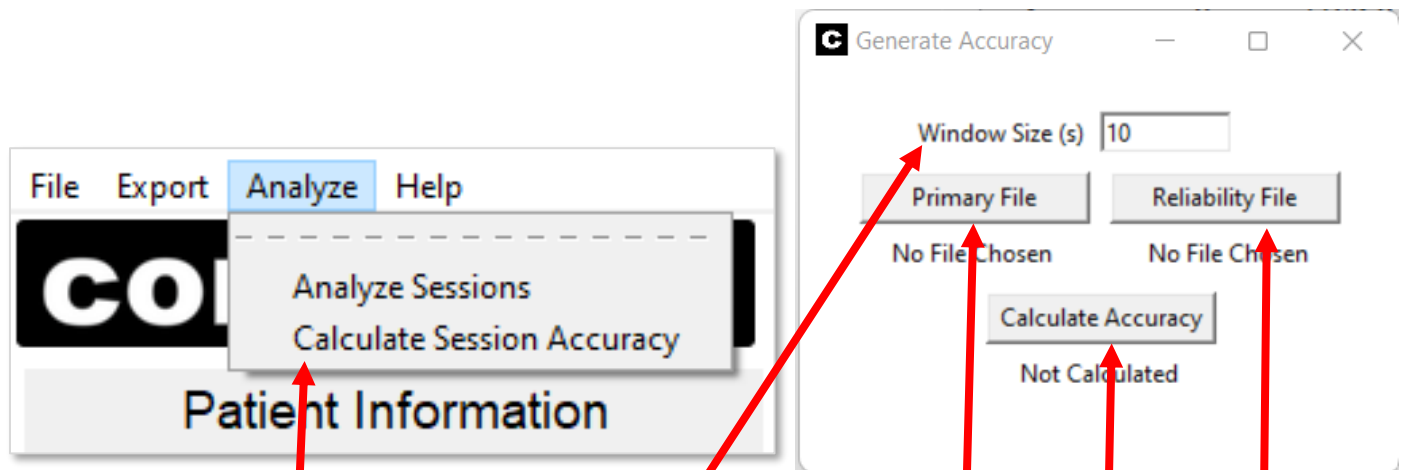 File Export Analyze Help
Analyze Sessions
Calculate Session Accuracy
Patient Information
C Generate Accuracy
Window Size (s) 10
Primary File Reliability File
No File Chosen No File Chosen
Calculate Accuracy
Not Calculated